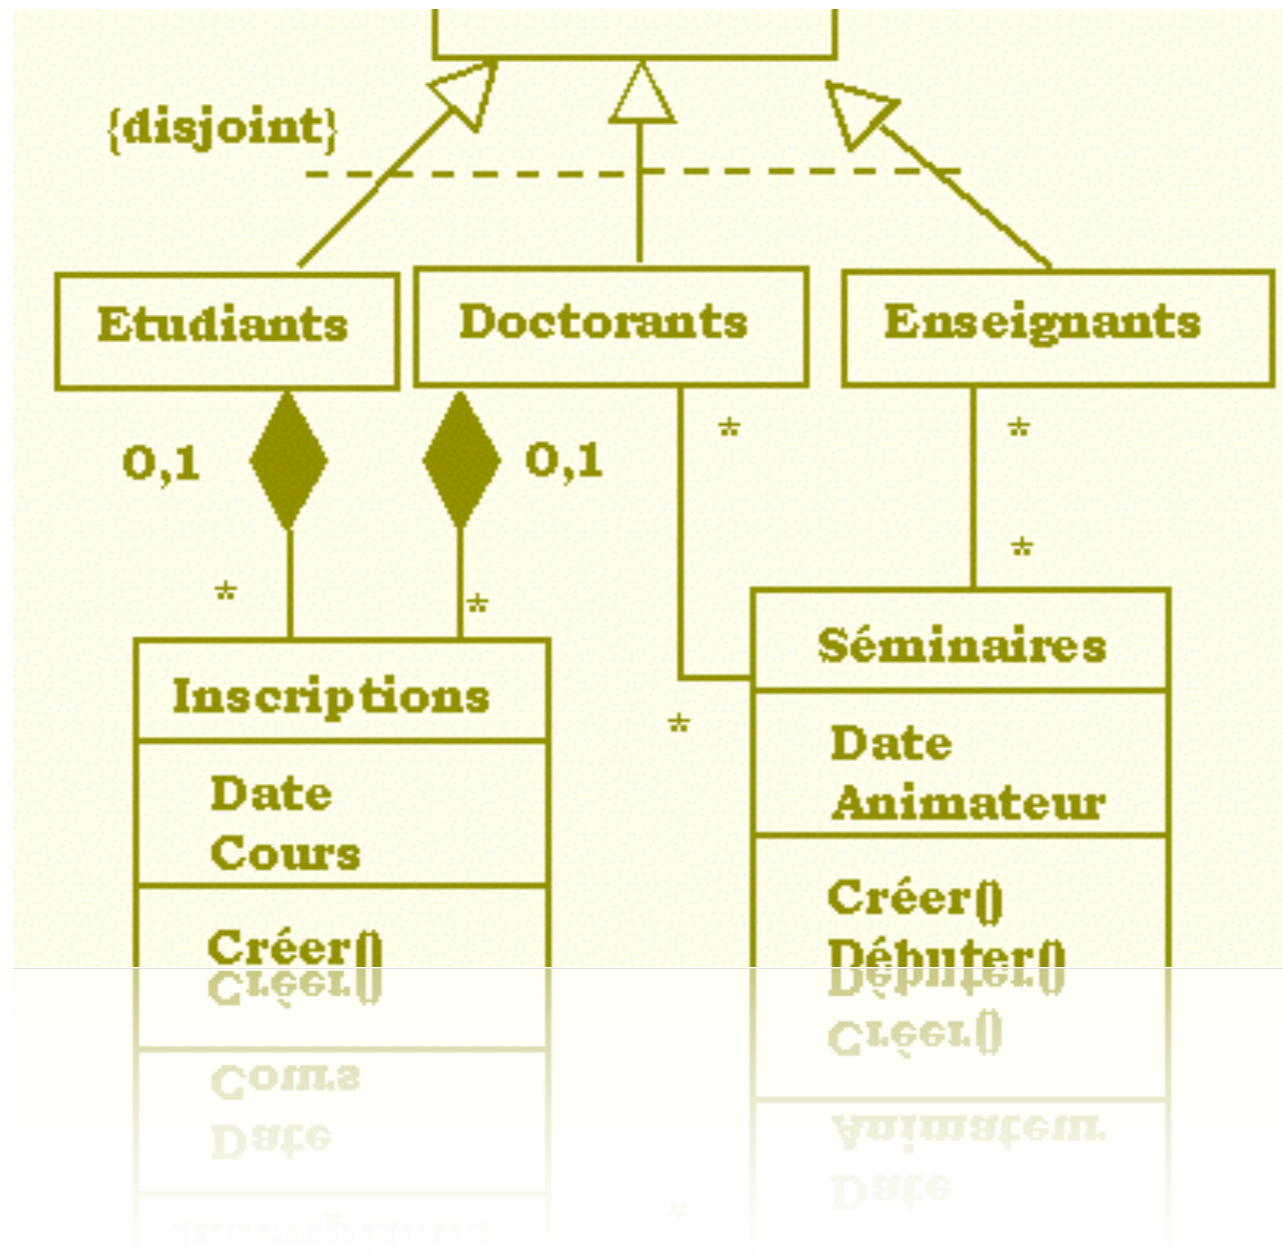 {disjoint}
Etudiants
Doctorants
Enseignants
0,1
0,1
*
*
*
*
*
*
Inscriptions
Date
Cours
Créer()
Séminaires
Date
Animateur
Créer()
Débuter()